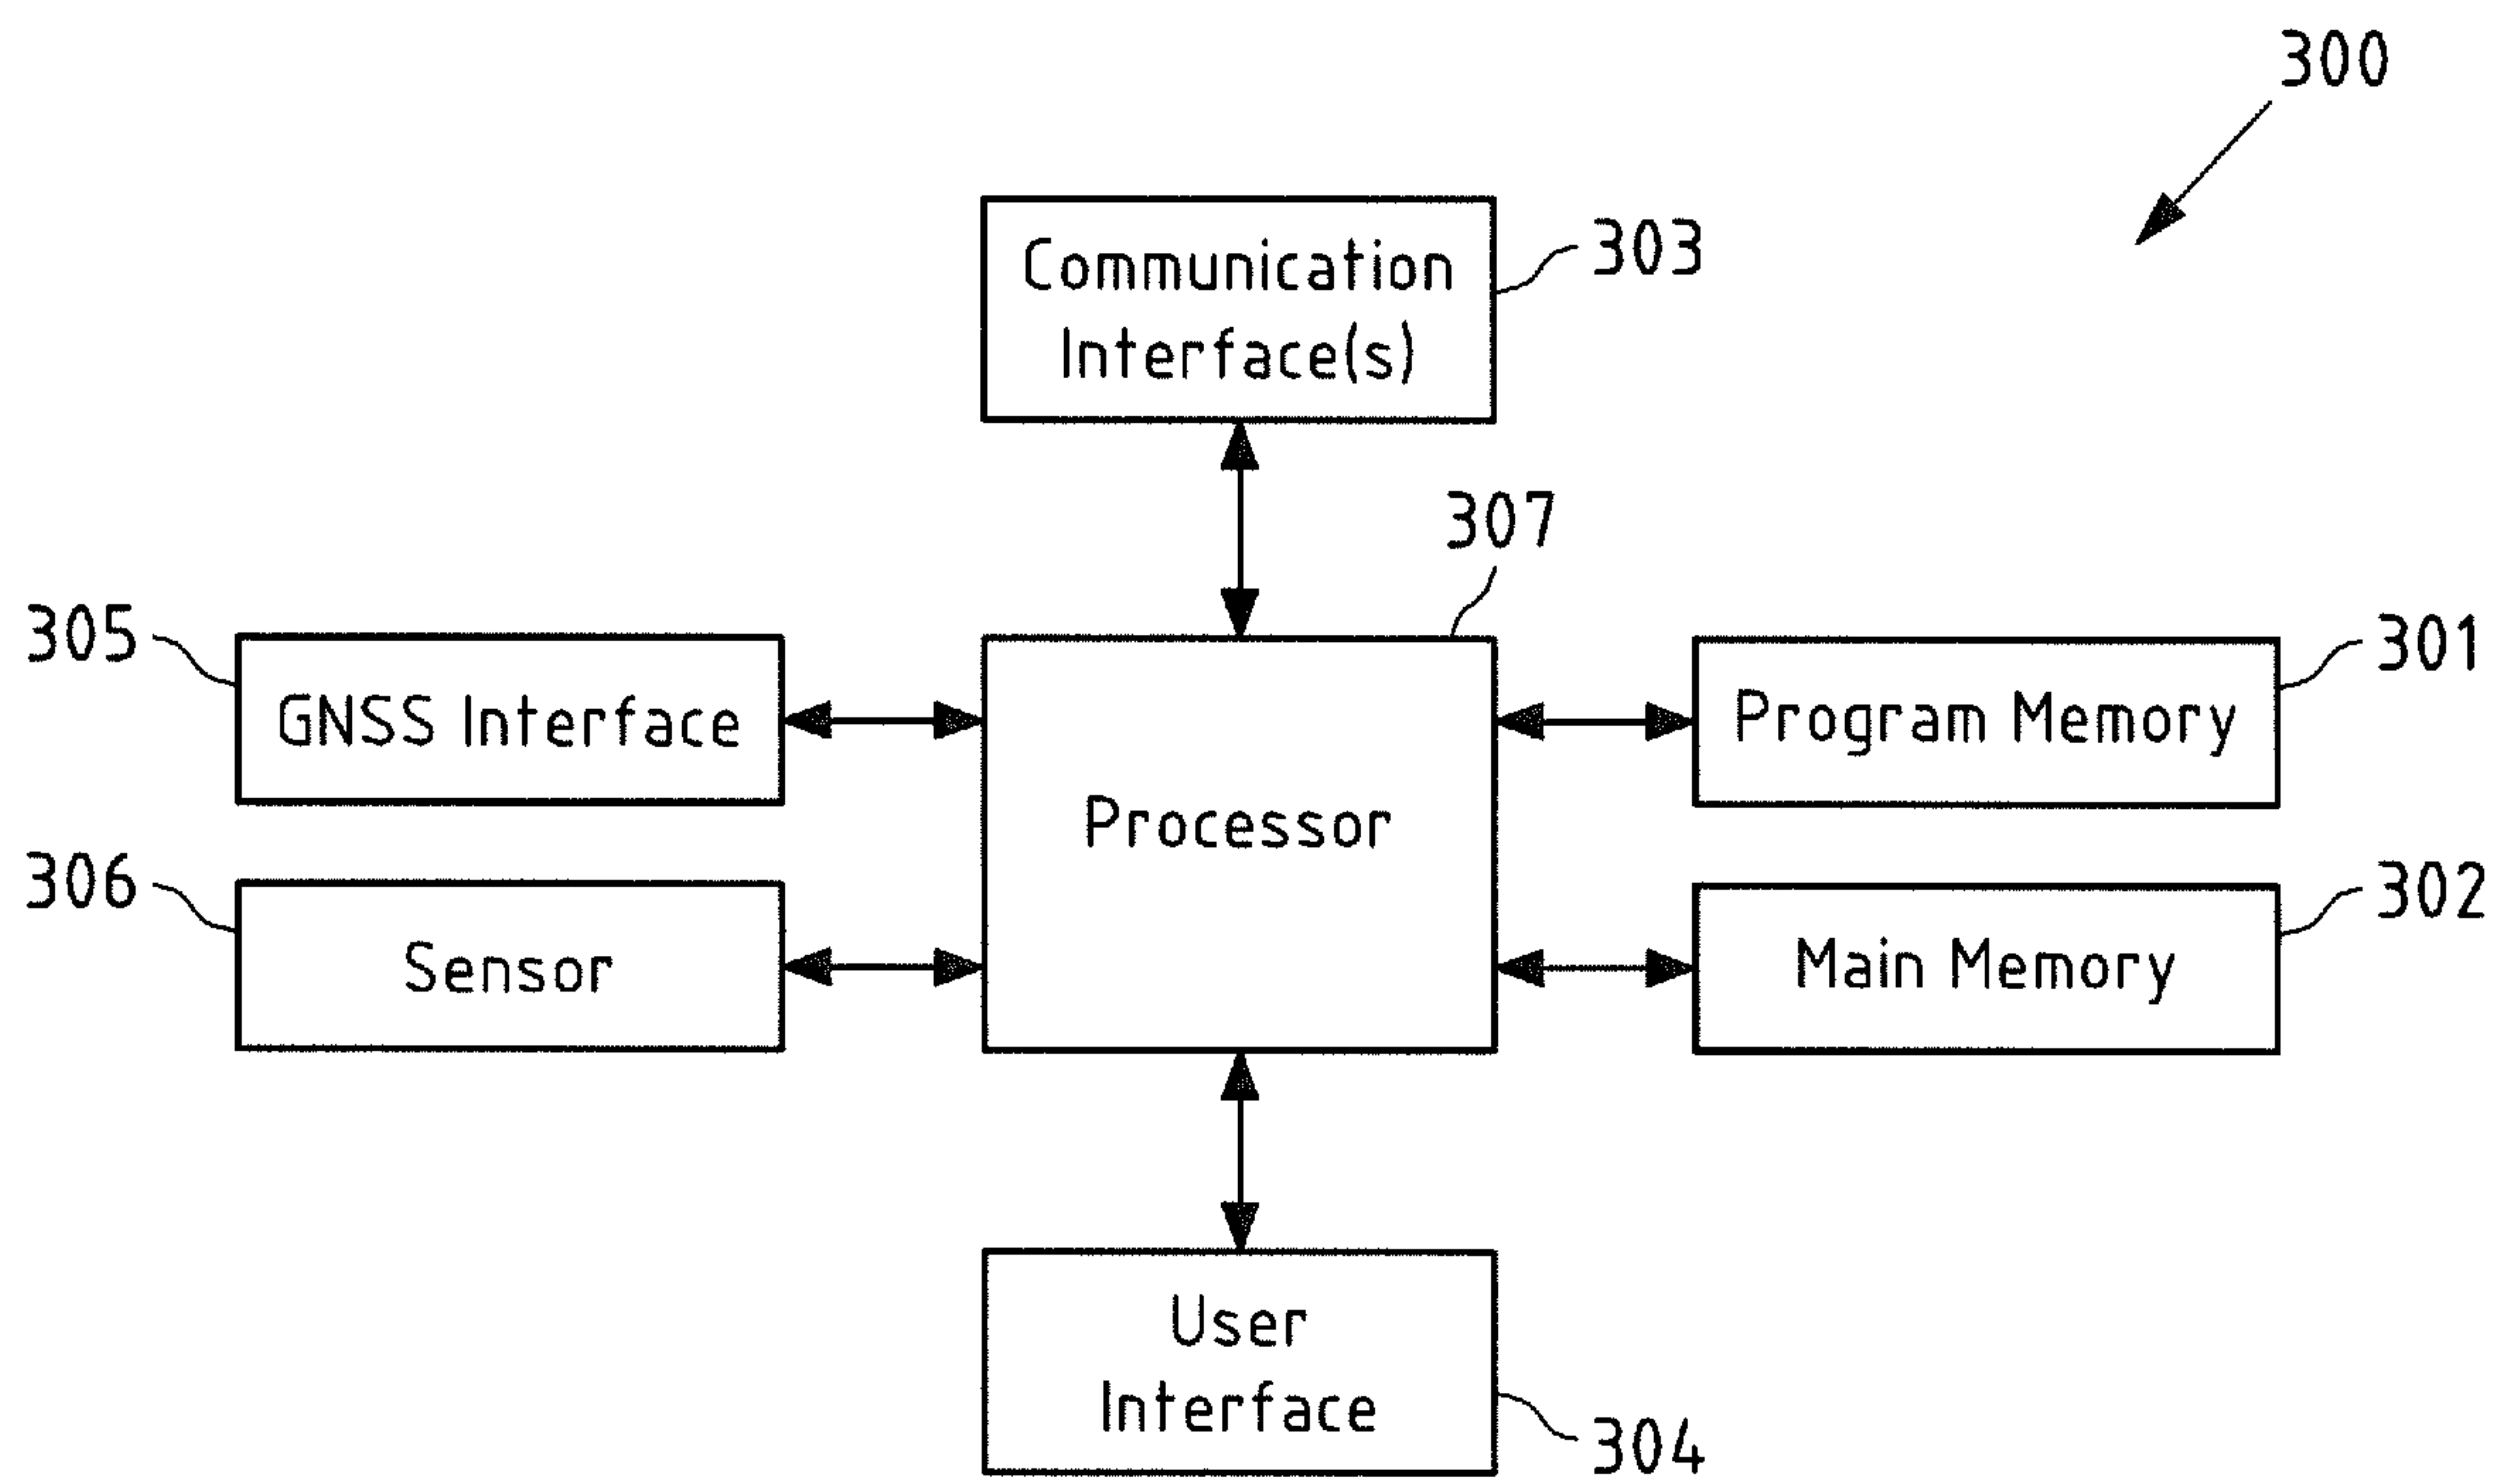 300
Communication
Interface(s)
303
307
305
GNSS Interface
Program Memory
301
Processor
306
Sensor
Main Memory
302
User
Interface
304